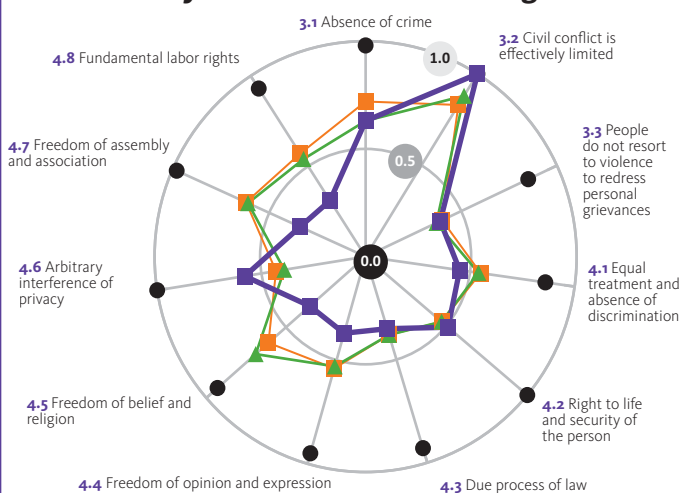 3.1 Absence of crime
3.2 Civil conflict is
effectively limited
1.0
4.8 Fundamental labor rights
3.3 People
do not resort
to violence
to redress
personal
grievances
4.7 Freedom of assembly
and association
0.5
0.0
4.6 Arbitrary
interference of
privacy
4.1 Equal
treatment and
absence of
discrimination
4.5 Freedom of belief and
religion
4.2 Right to life
and security of
the person
4.4 Freedom of opinion and expression
4.3 Due process of law